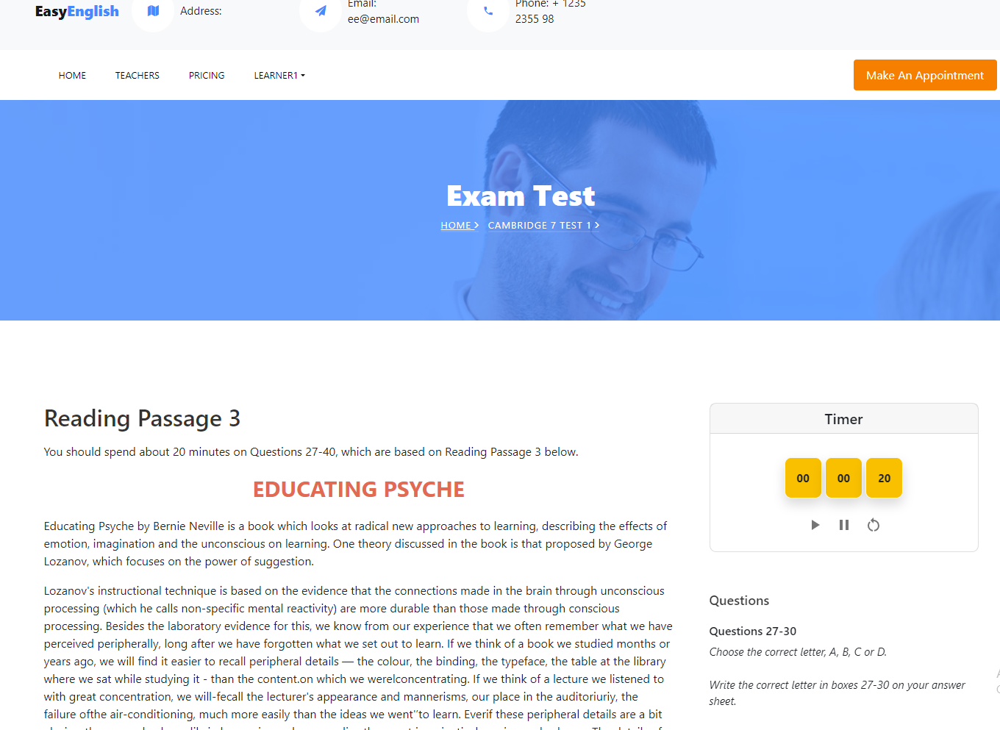 EasyEnglish
Address:
Email:
ee@email.com
Phone: + 1235
2355 98
HOME
TEACHERS
PRICING
LEARNER1
Make An Appointment
Exam Test
HOME
CAMBRIDGE 7 TEST 1
Reading Passage 3
You should spend about 20 minutes on Questions 27-40, which are based on Reading Passage 3 below.
EDUCATING PSYCHE
Educating Psyche by Bernie Neville is a book which looks at radical new approaches to learning, describing the effects of
emotion, imagination and the unconscious on learning. One theory discussed in the book is that proposed by George
Lozanov, which focuses on the power of suggestion.
Lozanov's instructional technique is based on the evidence that the connections made in the brain through unconscious
processing (which he calls non-specific mental reactivity) are more durable than those made through conscious
processing. Besides the laboratory evidence for this, we know from our experience that we often remember what we have
perceived peripherally, long after we have forgotten what we set out to learn. If we think of a book we studied months or
years ago, we will find it easier to recall peripheral details — the colour, the binding, the typeface, the table at the library
where we sat while studying it - than the content.on which we werelconcentrating. If we think of a lecture we listened to
with great concentration, we will-fecall the lecturer's appearance and mannerisms, our place in the auditoriuriy, the
failure ofthe air-conditioning, much more easily than the ideas we went''to learn. Everif these peripheral details are a bit
Timer
00
00
20
Questions
Questions 27-30
Choose the correct letter, A, B, C or D.
Write the correct letter in boxes 27-30 on your answer
sheet.